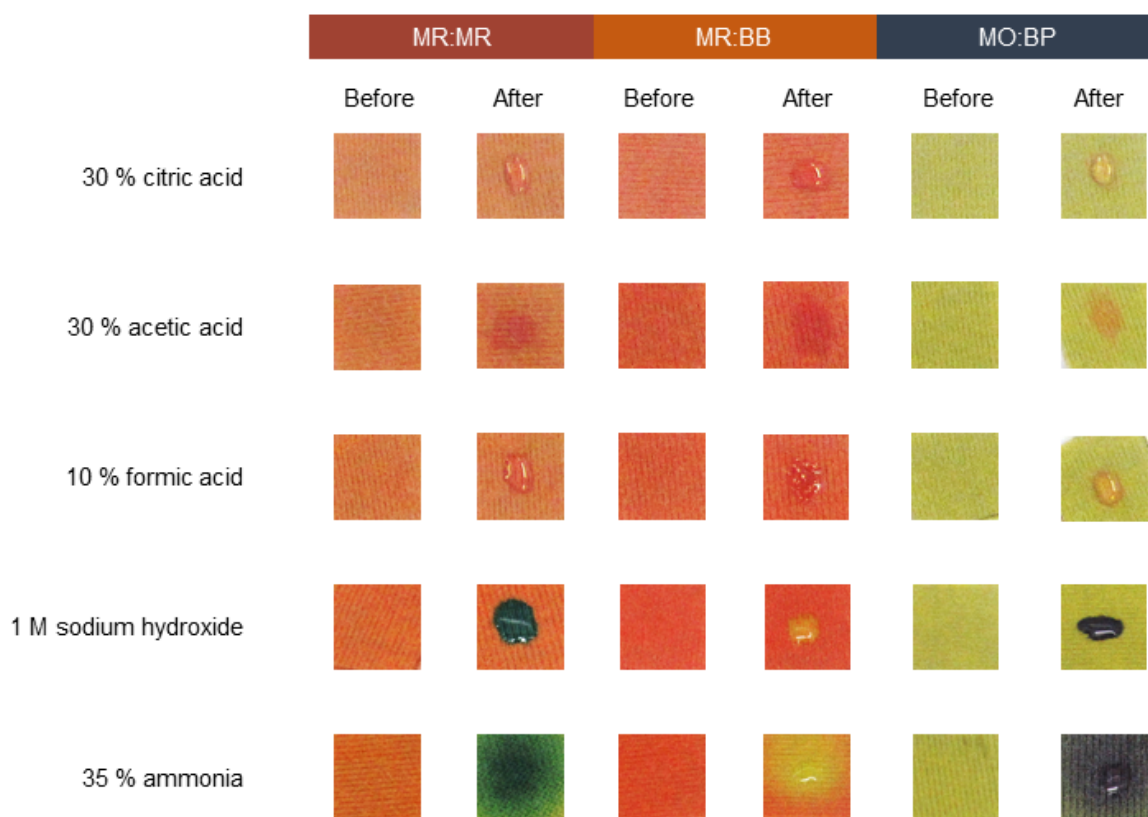 MR:MR MR:BB MO:BP
Before After Before After Before After
30 % citric acid
30 % acetic acid
10 % formic acid
1 M sodium hydroxide
35 % ammonia